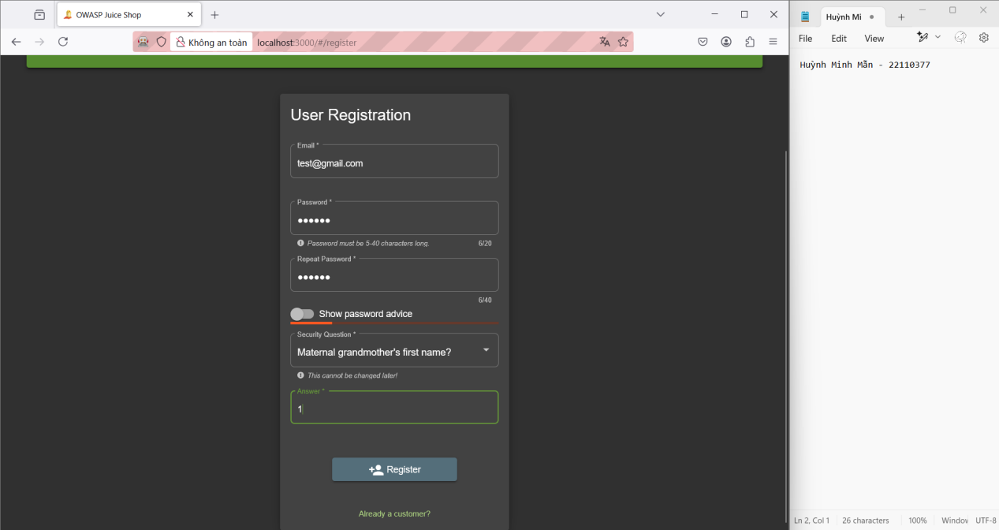 OWASP Juice Shop
Không an toàn
localhost:3000/#/register
User Registration
Email *
test@gmail.com
Password *
Password must be 5-40 characters long.
6/20
Repeat Password *
6/40
Show password advice
Security Question *
Maternal grandmother's first name?
This cannot be changed later!
Answer *
1
Register
Already a customer?
Huỳnh Mi
File Edit View
Huỳnh Minh Mẫn - 22110377
Ln 2, Col 1 26 characters 100% Window UTF-8